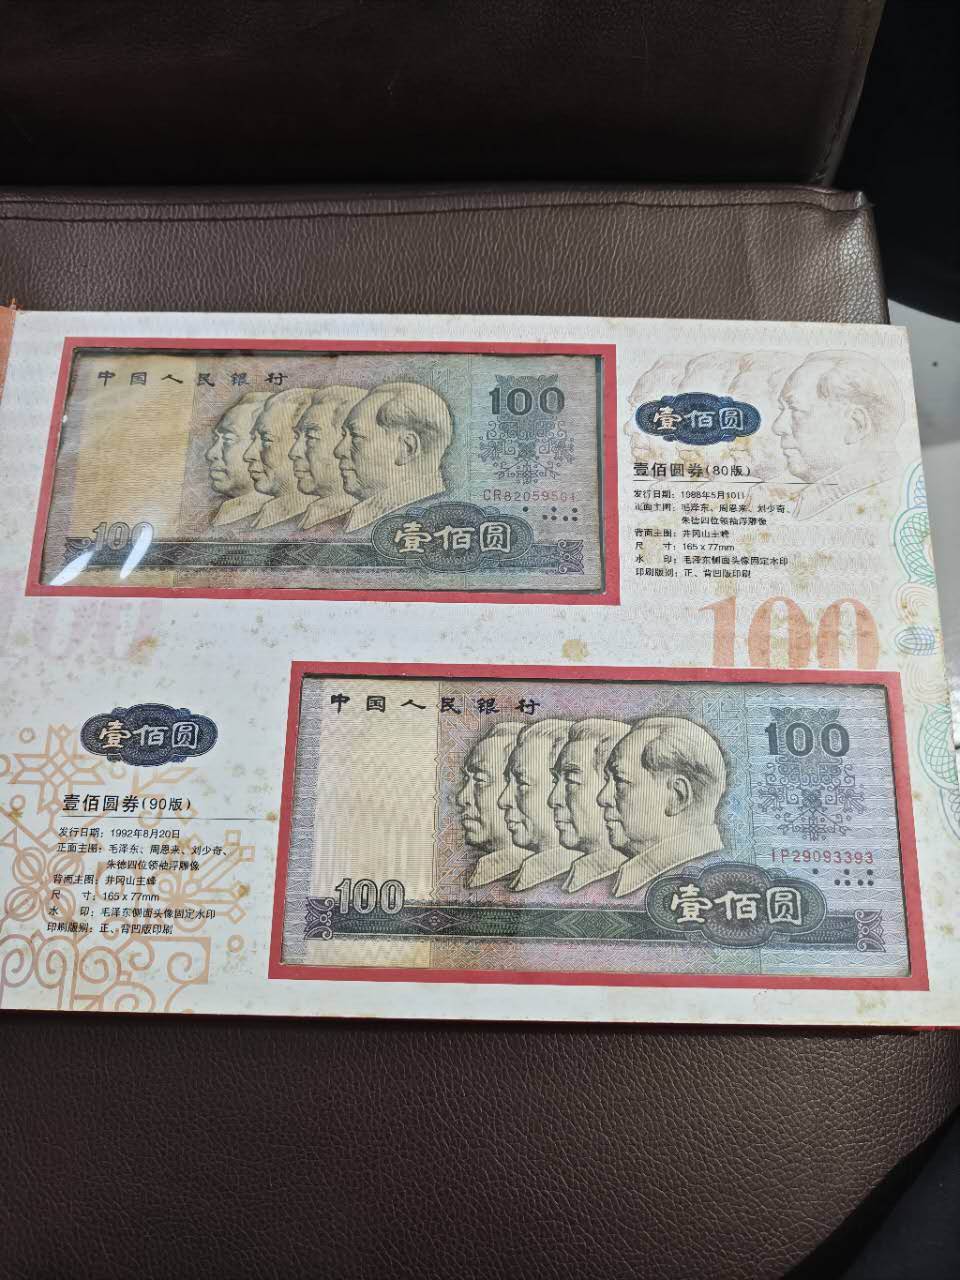 中国人民银行
100
CR82059501
100
壹佰圆
壹佰圆
壹佰圆券(80版)
发行日期：1988年5月10日
正面主图：毛泽东、周恩来、刘少奇、
朱德四位领袖浮雕像
背面主图：井冈山主峰
尺 寸：165x77mm
水 印：毛泽东侧面头像固定水印
印刷版别：正、背凹版印刷
100
100
壹佰圆
壹佰圆券(90版)
发行日期：1992年8月20日
正面主图：毛泽东、周恩来、刘少奇、
朱德四位领袖浮雕像
背面主图：井冈山主峰
尺 寸：165x77mm
水 印：毛泽东侧面头像固定水印
印刷版别：正、背凹版印刷
中国人民银行
100
IP29093393
100
壹佰圆